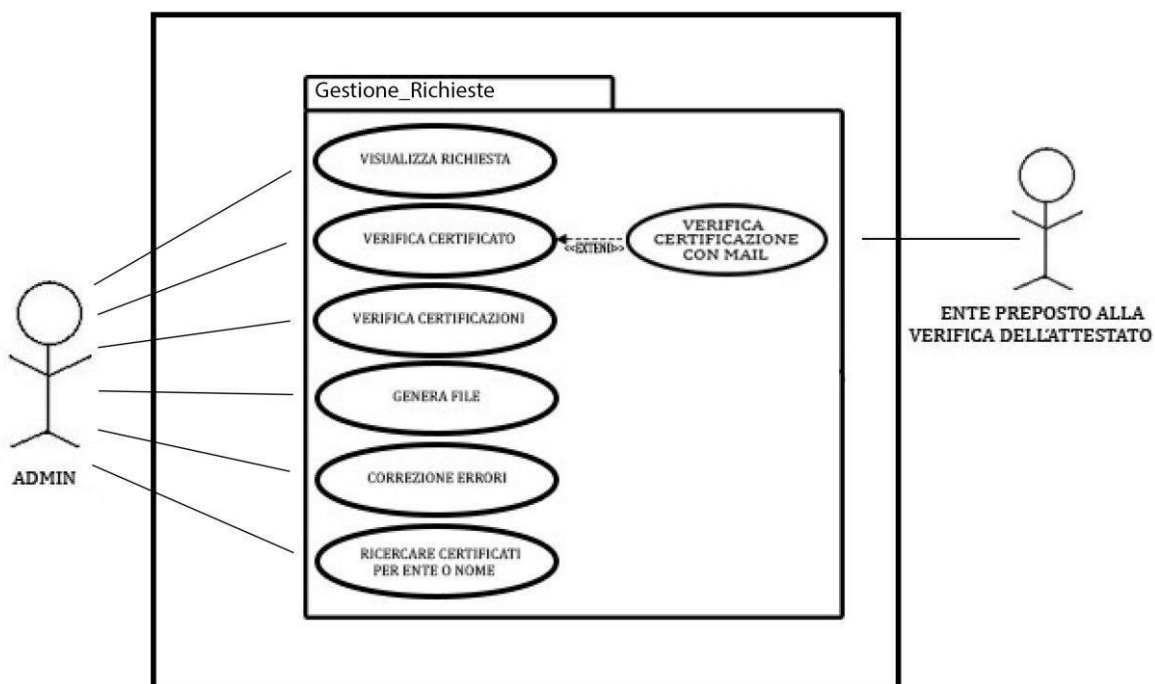 Gestione_Richieste
VISUALIZZA RICHIESTA
VERIFICA CERTIFICATO
<<EXTEND>>
VERIFICA
CERTIFICAZIONE
CON MAIL
VERIFICA CERTIFICAZIONI
GENERA FILE
CORREZIONE ERRORI
RICERCARE CERTIFICATI
PER ENTE O NOME
ADMIN
ENTE PREPOSTO ALLA
VERIFICA DELL'ATTESTATO